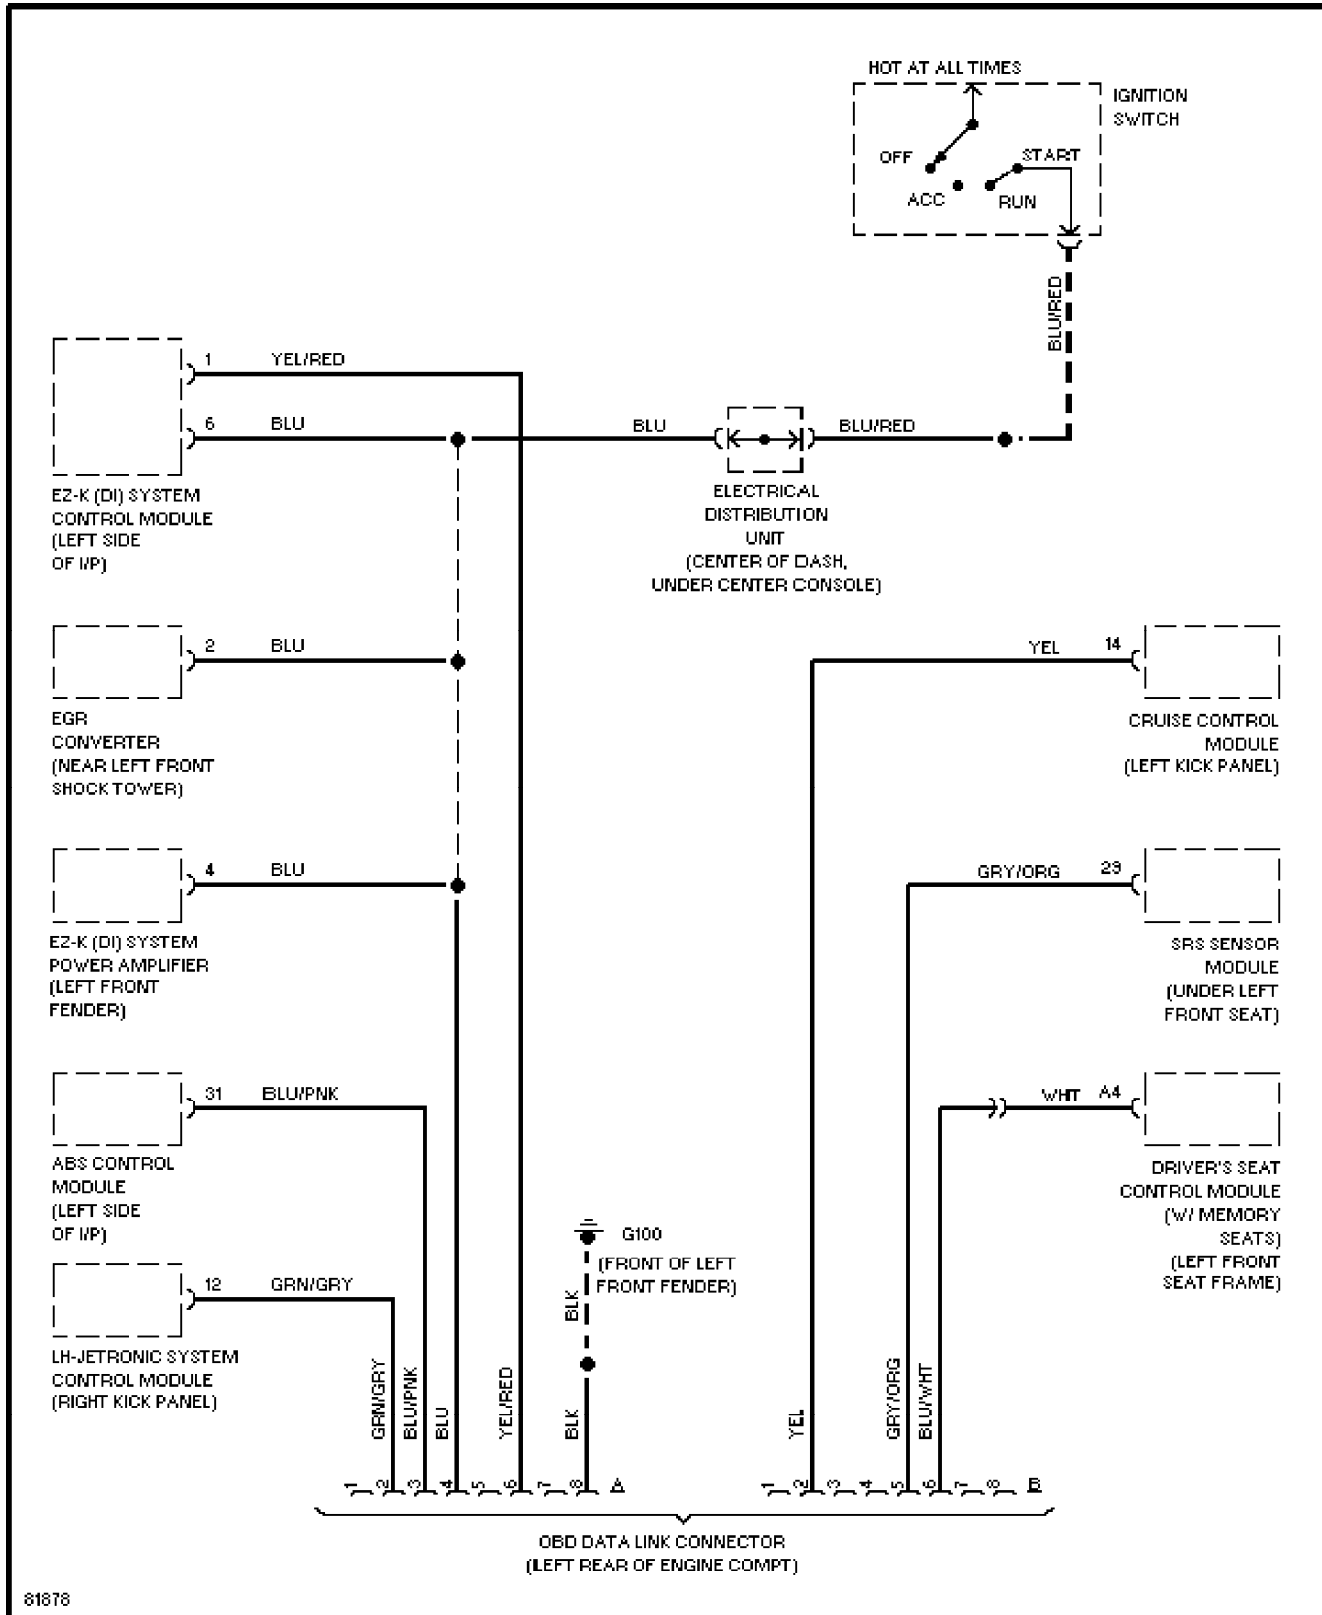 HOT AT ALL TIMES
IGNITION
SWITCH
OFF
START
ACC
RUN
BLU/RED
1
YEL/RED
6
BLU
BLU
BLU/RED
EZ-K (DI) SYSTEM
CONTROL MODULE
(LEFT SIDE
OF I/P)
ELECTRICAL
DISTRIBUTION
UNIT
(CENTER OF DASH,
UNDER CENTER CONSOLE)
2
BLU
YEL
14
EGR
CONVERTER
(NEAR LEFT FRONT
SHOCK TOWER)
CRUISE CONTROL
MODULE
(LEFT KICK PANEL)
4
BLU
GRY/ORG
29
EZ-K (DI) SYSTEM
POWER AMPLIFIER
(LEFT FRONT
FENDER)
SRS SENSOR
MODULE
(UNDER LEFT
FRONT SEAT)
31
BLU/PNK
WHT
A4
ABS CONTROL
MODULE
(LEFT SIDE
OF I/P)
DRIVER'S SEAT
CONTROL MODULE
(W/ MEMORY
SEATS)
(LEFT FRONT
SEAT FRAME)
G100
(FRONT OF LEFT
FRONT FENDER)
12
GRN/GRY
LH-JETRONIC SYSTEM
CONTROL MODULE
(RIGHT KICK PANEL)
BLK
GRN/GRY
BLU/PNK
BLU
YEL/RED
BLK
YEL
GRY/ORG
BLU/WHT
1 2 3 4 5 6 7 8 A
1 2 3 4 5 6 7 8 B
OBD DATA LINK CONNECTOR
(LEFT REAR OF ENGINE COMPT)
81878